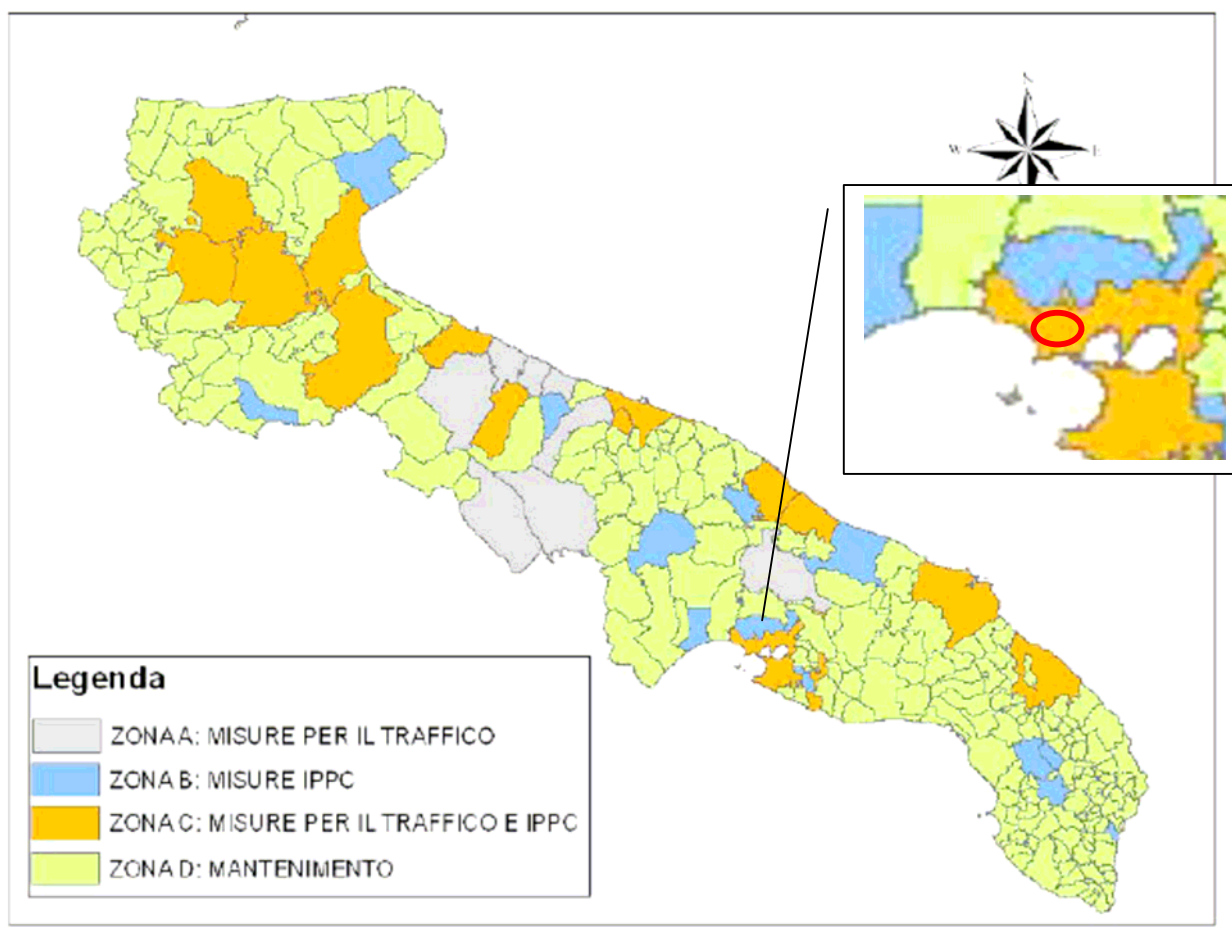 N
W
E
Legenda
ZONA A: MISURE PER IL TRAFFICO
ZONA B: MISURE IPPC
ZONA C: MISURE PER IL TRAFFICO E IPPC
ZONA D: MANTENIMENTO